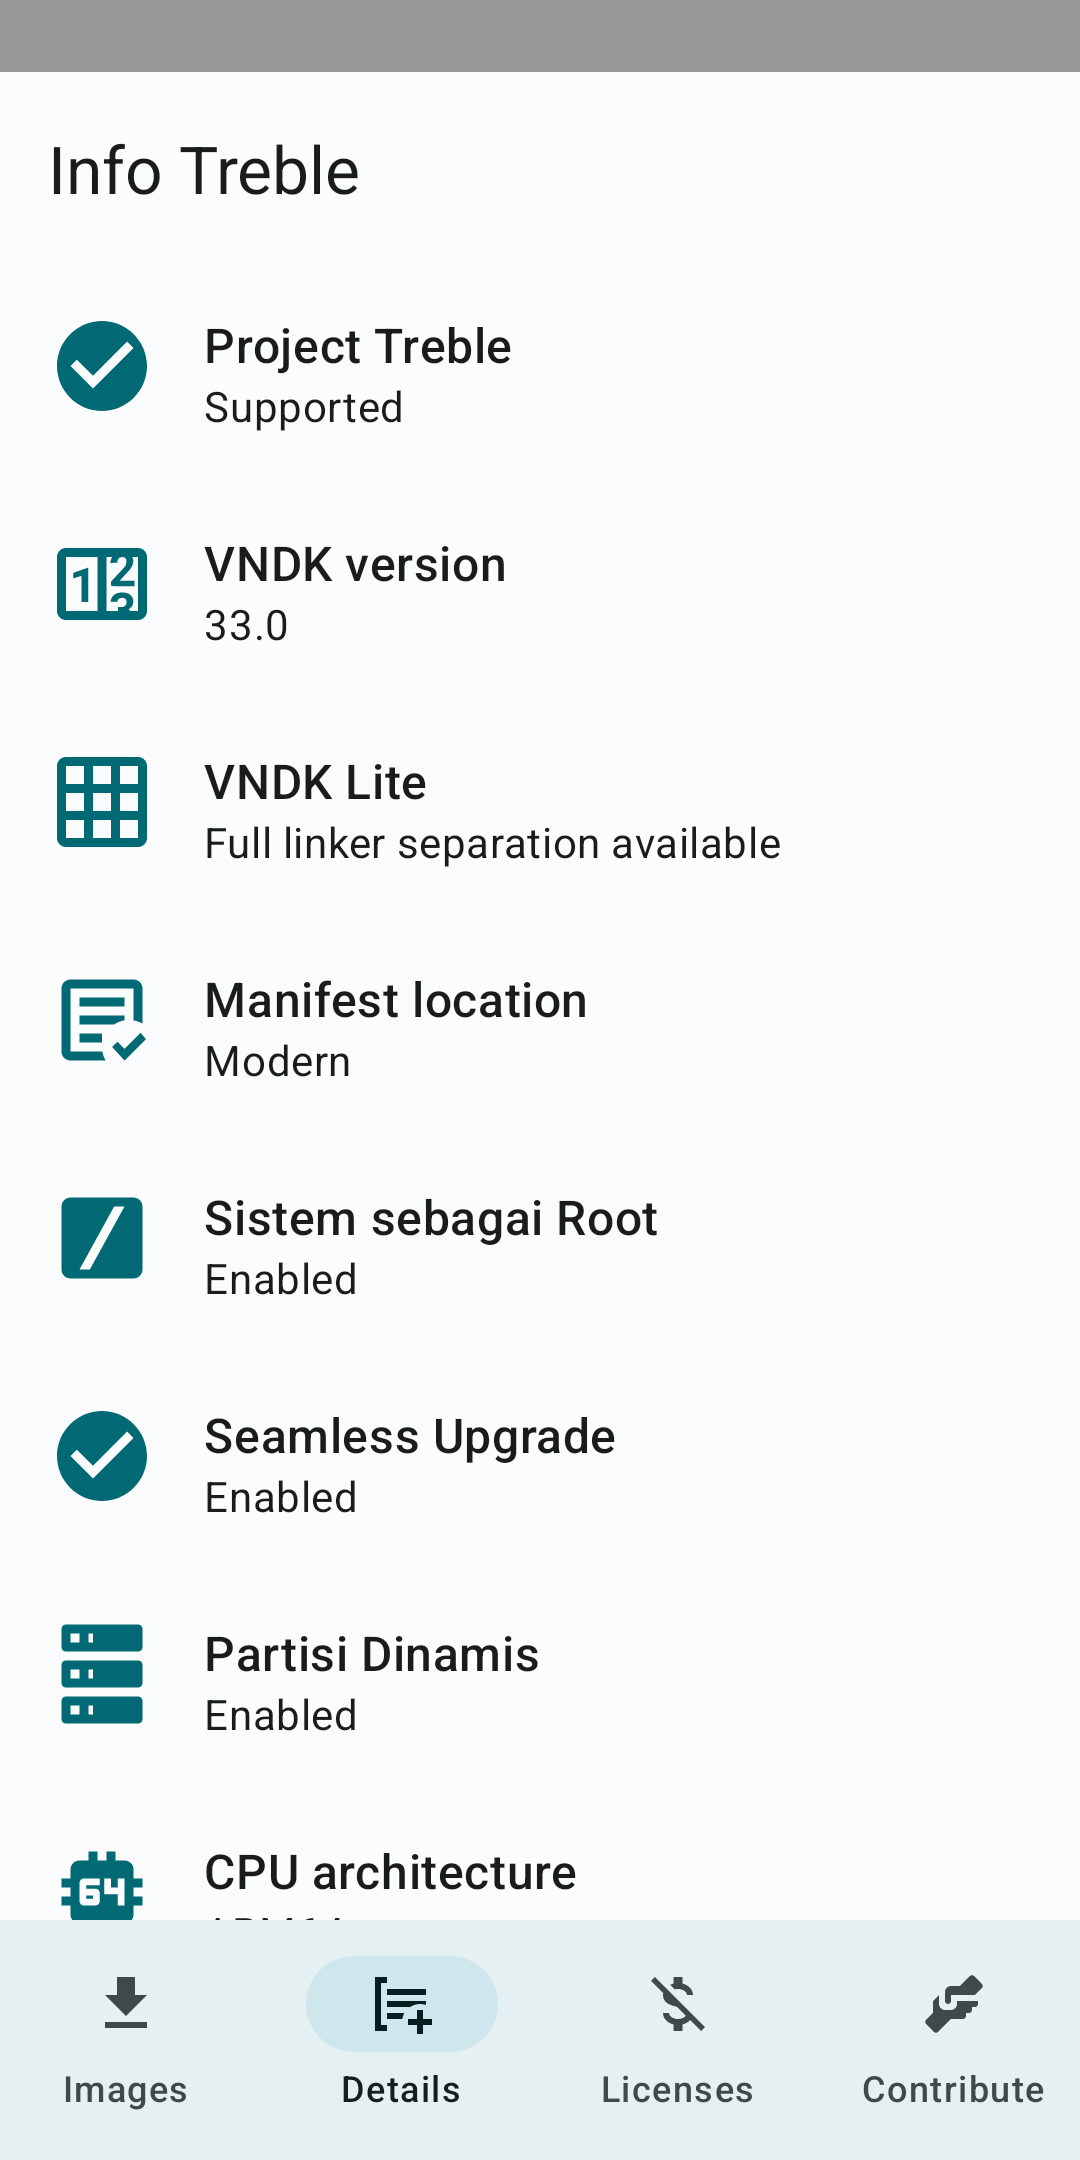 Info Treble
Project Treble
Supported
VNDK version
33.0
VNDK Lite
Full linker separation available
Manifest location
Modern
Sistem sebagai Root
Enabled
Seamless Upgrade
Enabled
Partisi Dinamis
Enabled
CPU architecture
Images
Details
Licenses
Contribute